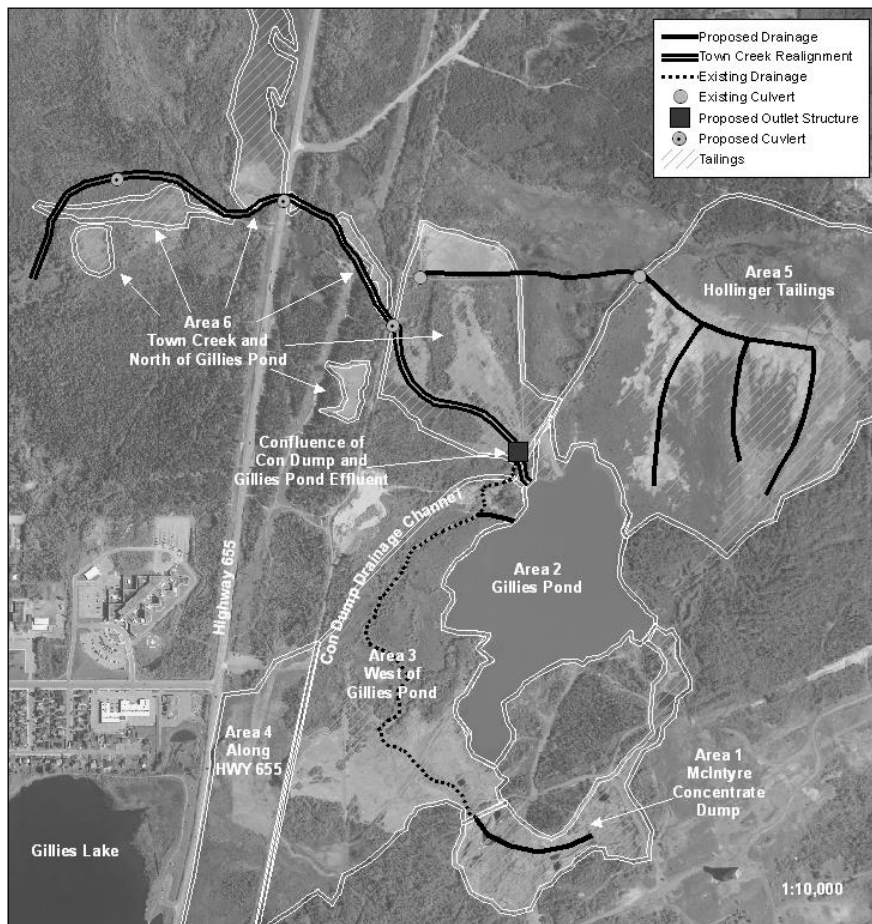 Proposed Drainage
Town Creek Realignment
Existing Drainage
Existing Culvert
Proposed Outlet Structure
Proposed Cuvlert
Tailings
Area 5
Hollinger Tailings
Area 6
Town Creek and
North of Gillies Pond
Confluence of
Con Dump and
Gillies Pond Effluent
Con Dump Drainage Channel
Highway 655
Area 2
Gillies Pond
Area 3
West of
Gillies Pond
Area 4
Along
HWY 655
Area 1
McIntyre
Concentrate
Dump
Gillies Lake
1:10,000